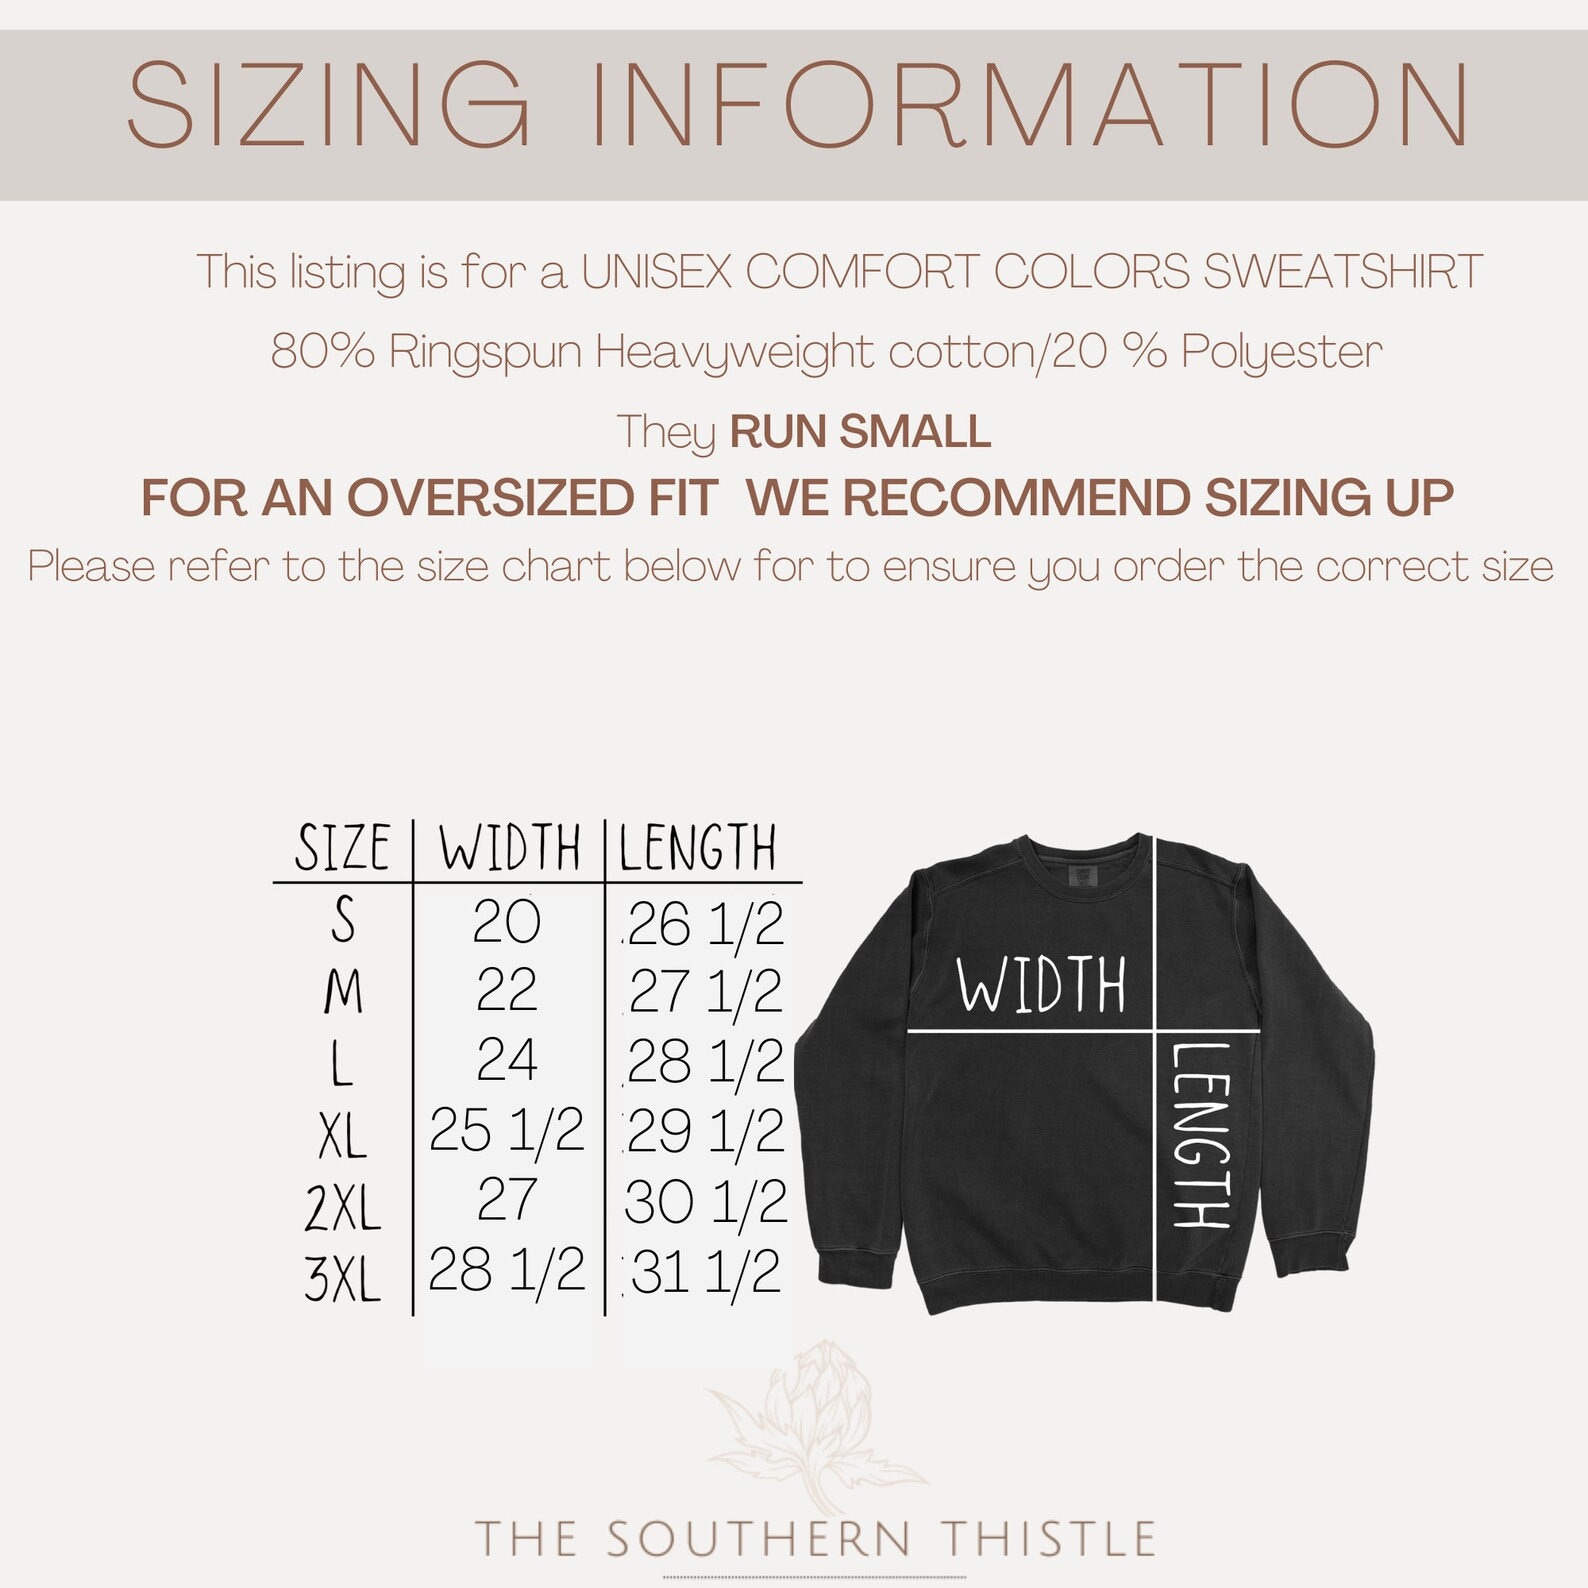 SIZING INFORMATION
This listing is for a UNISEX COMFORT COLORS SWEATSHIRT
80% Ringspun Heavyweight cotton/20 % Polyester
They RUN SMALL
FOR AN OVERSIZED FIT WE RECOMMEND SIZING UP
Please refer to the size chart below for to ensure you order the correct size
SIZE WIDTH LENGTH
S 20 26 1/2
M 22 27 1/2
L 24 28 1/2
XL 25 1/2 29 1/2
2XL 27 30 1/2
3XL 28 1/2 31 1/2
WIDTH
LENGTH
THE SOUTHERN THISTLE